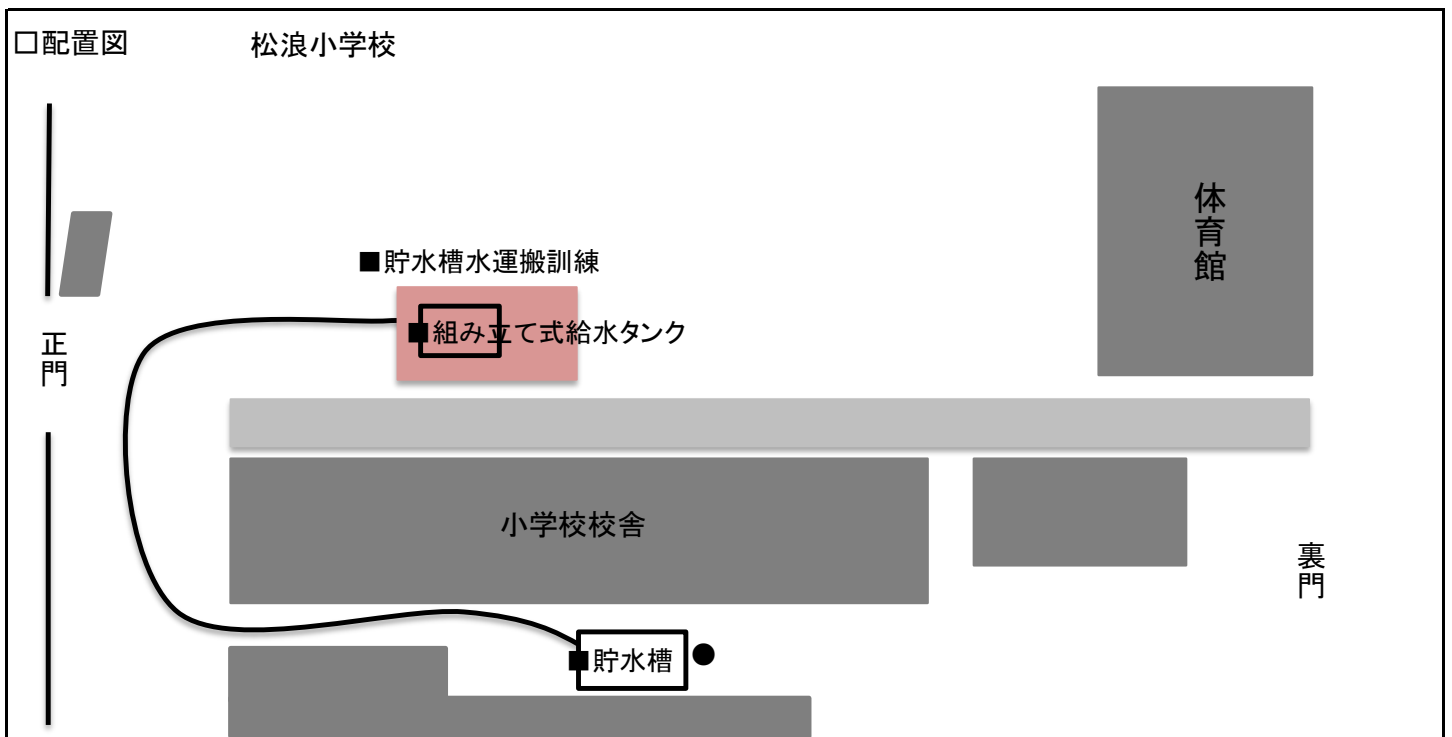 □配置図 松浪小学校
体育館
■貯水槽水運搬訓練
■組み立て式給水タンク
正門
小学校校舎
裏門
■貯水槽●